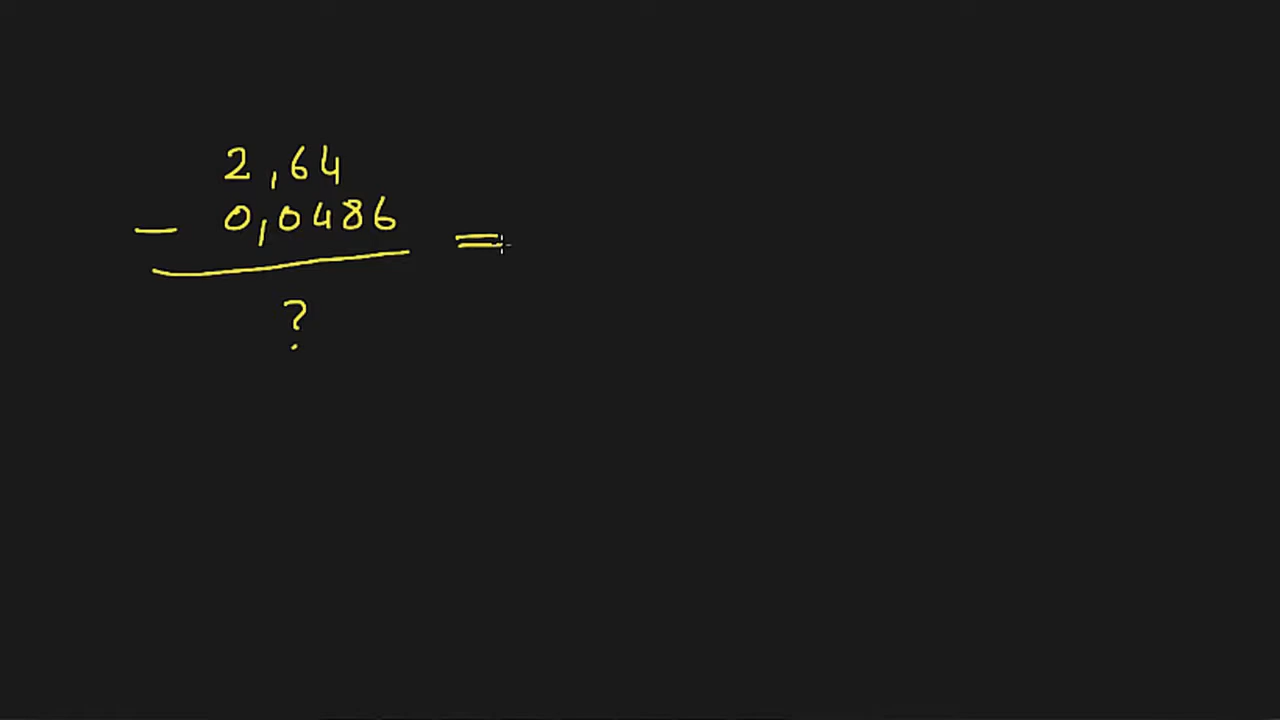 2,64
- 0,0486 =
?